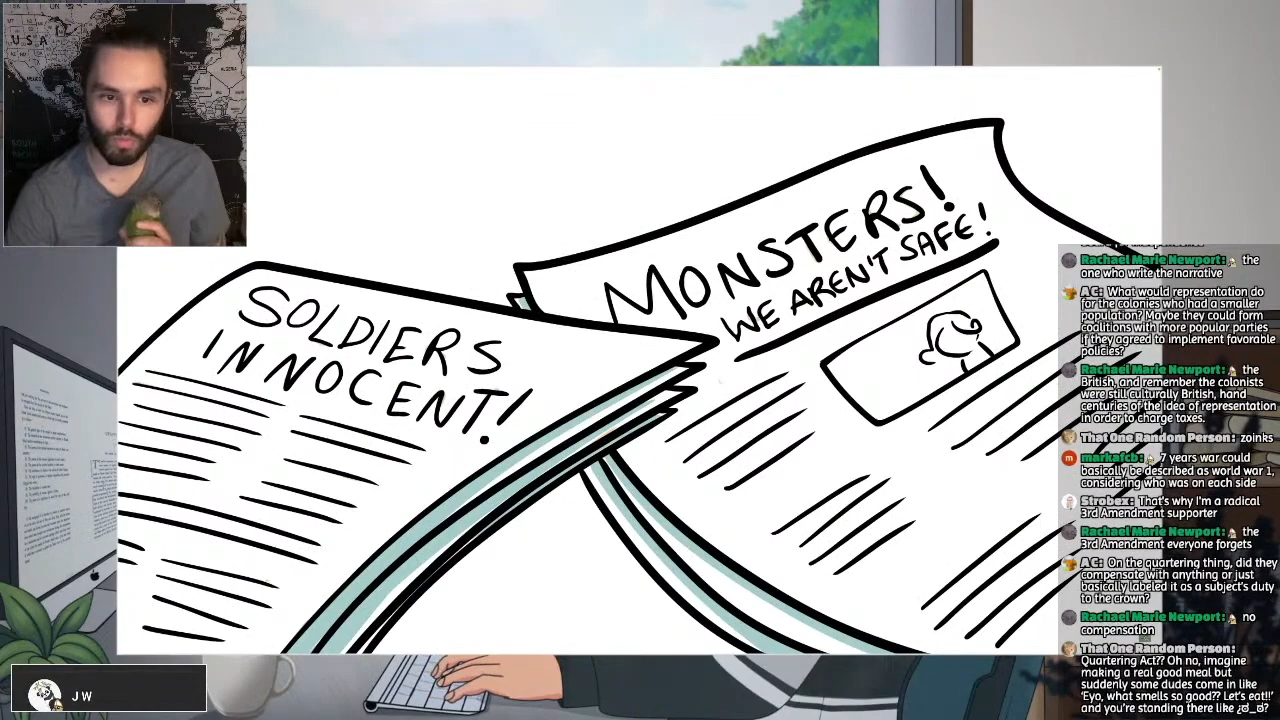 USA
MONSTERS!
WE AREN'T SAFE!
SOLDIERS
INNOCENT!
Rachael Marie Newport: the
one who write the narrative
A C: What would representation do
for the colonies who had a smaller
population? Maybe they could form
coalitions with more popular parties
if they agreed to implement favorable
policies?
Rachael Marie Newport: the
British, and remember the colonists
were still culturally British, hand
centuries of the idea of representation
in order to charge taxes.
That One Random Person: zoinks
markafcb: 7 years war could
basically be described as world war 1,
considering who was on each side
Strobex: That's why I'm a radical
3rd Amendment supporter
Rachael Marie Newport: the
3rd Amendment everyone forgets
A C: On the quartering thing, did they
compensate with anything or just
basically labeled it as a subject's duty
to the crown?
Rachael Marie Newport: no
compensation
That One Random Person:
Quartering Act?? Oh no, imagine
making a real good meal but
suddenly some dudes come in like
'Eyo, what smells so good?? Let's eat!!'
and you're standing there like ಠ_ಠ?
J W